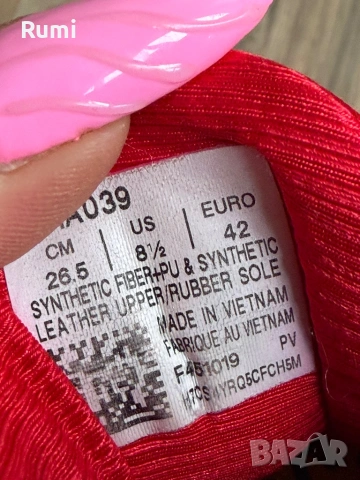 Rumi
A039
CM US EURO
26.5 8½ 42
SYNTHETIC FIBER+PU & SYNTHETIC
LEATHER UPPER/RUBBER SOLE
MADE IN VIETNAM
FABRIQUE AU VIETNAM
F451019 PV
bazar